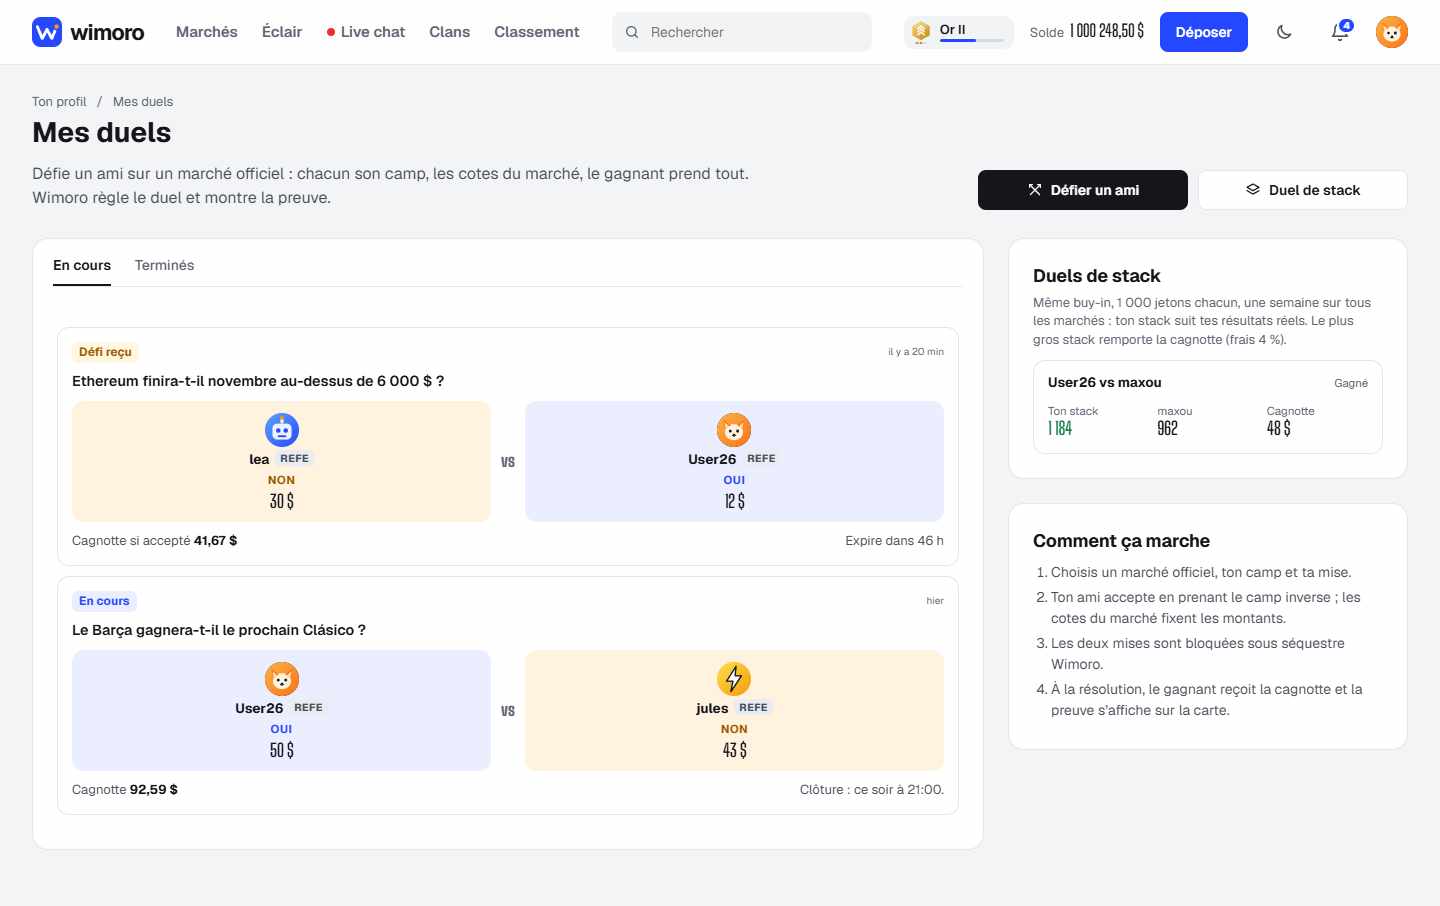 wimoro
Marchés
Éclair
Live chat
Clans
Classement
Rechercher
Or II
Solde 1 000 248,50 $
Déposer
4
Ton profil / Mes duels
Mes duels
Défie un ami sur un marché officiel : chacun son camp, les cotes du marché, le gagnant prend tout.
Wimoro règle le duel et montre la preuve.
Défier un ami
Duel de stack
En cours
Terminés
Défi reçu
il y a 20 min
Ethereum finira-t-il novembre au-dessus de 6 000 $ ?
lea REFE
NON
30 $
VS
User26 REFE
OUI
12 $
Cagnotte si accepté 41,67 $
Expire dans 46 h
En cours
hier
Le Barça gagnera-t-il le prochain Clásico ?
User26 REFE
OUI
50 $
VS
jules REFE
NON
43 $
Cagnotte 92,59 $
Clôture : ce soir à 21:00.
Duels de stack
Même buy-in, 1 000 jetons chacun, une semaine sur tous
les marchés : ton stack suit tes résultats réels. Le plus
gros stack remporte la cagnotte (frais 4 %).
User26 vs maxou
Gagné
Ton stack
1 184
maxou
962
Cagnotte
48 $
Comment ça marche
1. Choisis un marché officiel, ton camp et ta mise.
2. Ton ami accepte en prenant le camp inverse ; les
cotes du marché fixent les montants.
3. Les deux mises sont bloquées sous séquestre
Wimoro.
4. À la résolution, le gagnant reçoit la cagnotte et la
preuve s'affiche sur la carte.